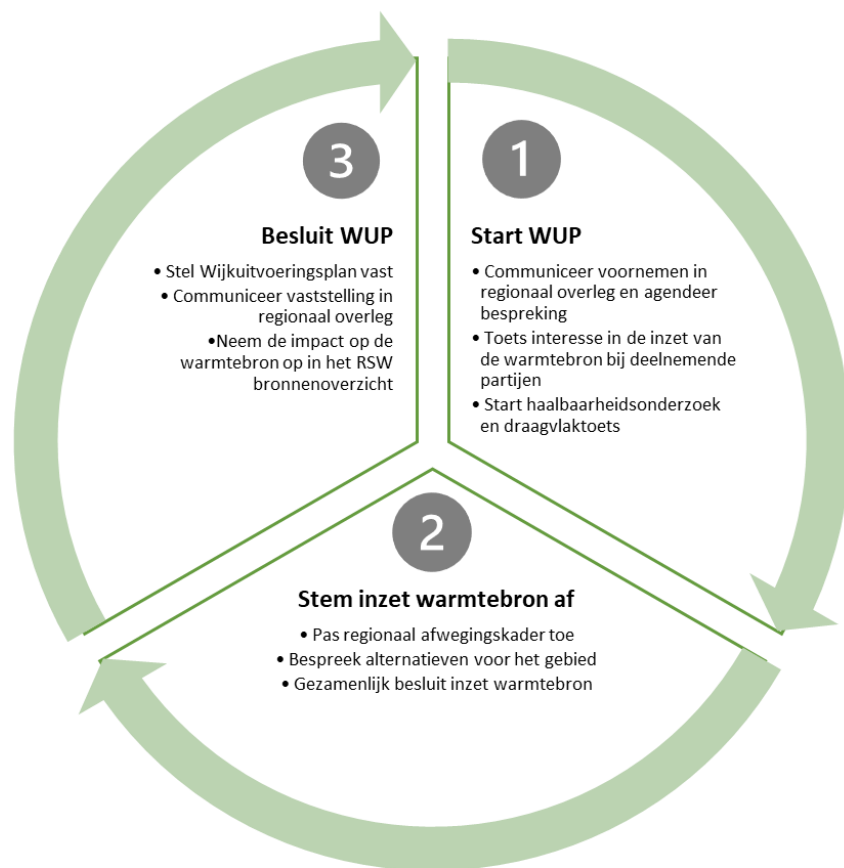 1
Start WUP
• Communiceer voornemen in
regionaal overleg en agendeer
bespreking
• Toets interesse in de inzet van
de warmtebron bij deelnemende
partijen
• Start haalbaarheidsonderzoek
en draagvlaktoets
2
Stem inzet warmtebron af
• Pas regionaal afwegingskader toe
• Bespreek alternatieven voor het gebied
• Gezamenlijk besluit inzet warmtebron
3
Besluit WUP
• Stel Wijkuitvoeringsplan vast
• Communiceer vaststelling in
regionaal overleg
•Neem de impact op de
warmtebron op in het RSW
bronnenoverzicht